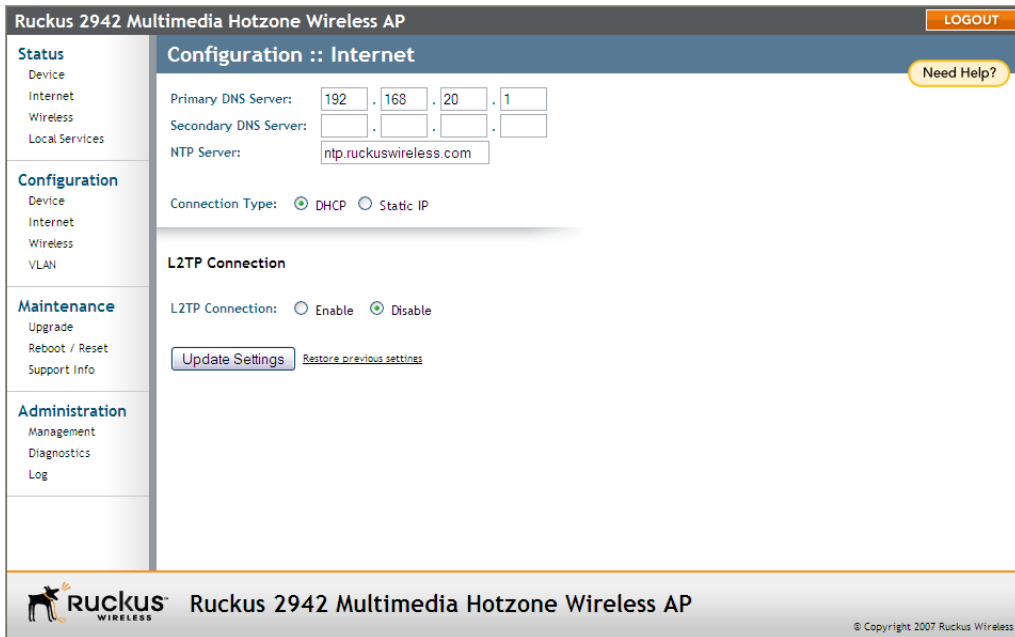 Ruckus 2942 Multimedia Hotzone Wireless AP
LOGOUT
Status
Device
Internet
Wireless
Local Services
Configuration
Device
Internet
Wireless
VLAN
Maintenance
Upgrade
Reboot / Reset
Support Info
Administration
Management
Diagnostics
Log
Configuration :: Internet
Need Help?
Primary DNS Server: 192 . 168 . 20 . 1
Secondary DNS Server: . . .
NTP Server: ntp.ruckuswireless.com
Connection Type: DHCP Static IP
L2TP Connection
L2TP Connection: Enable Disable
Update Settings Restore previous settings
Ruckus™
WIRELESS
Ruckus 2942 Multimedia Hotzone Wireless AP
© Copyright 2007 Ruckus Wireless